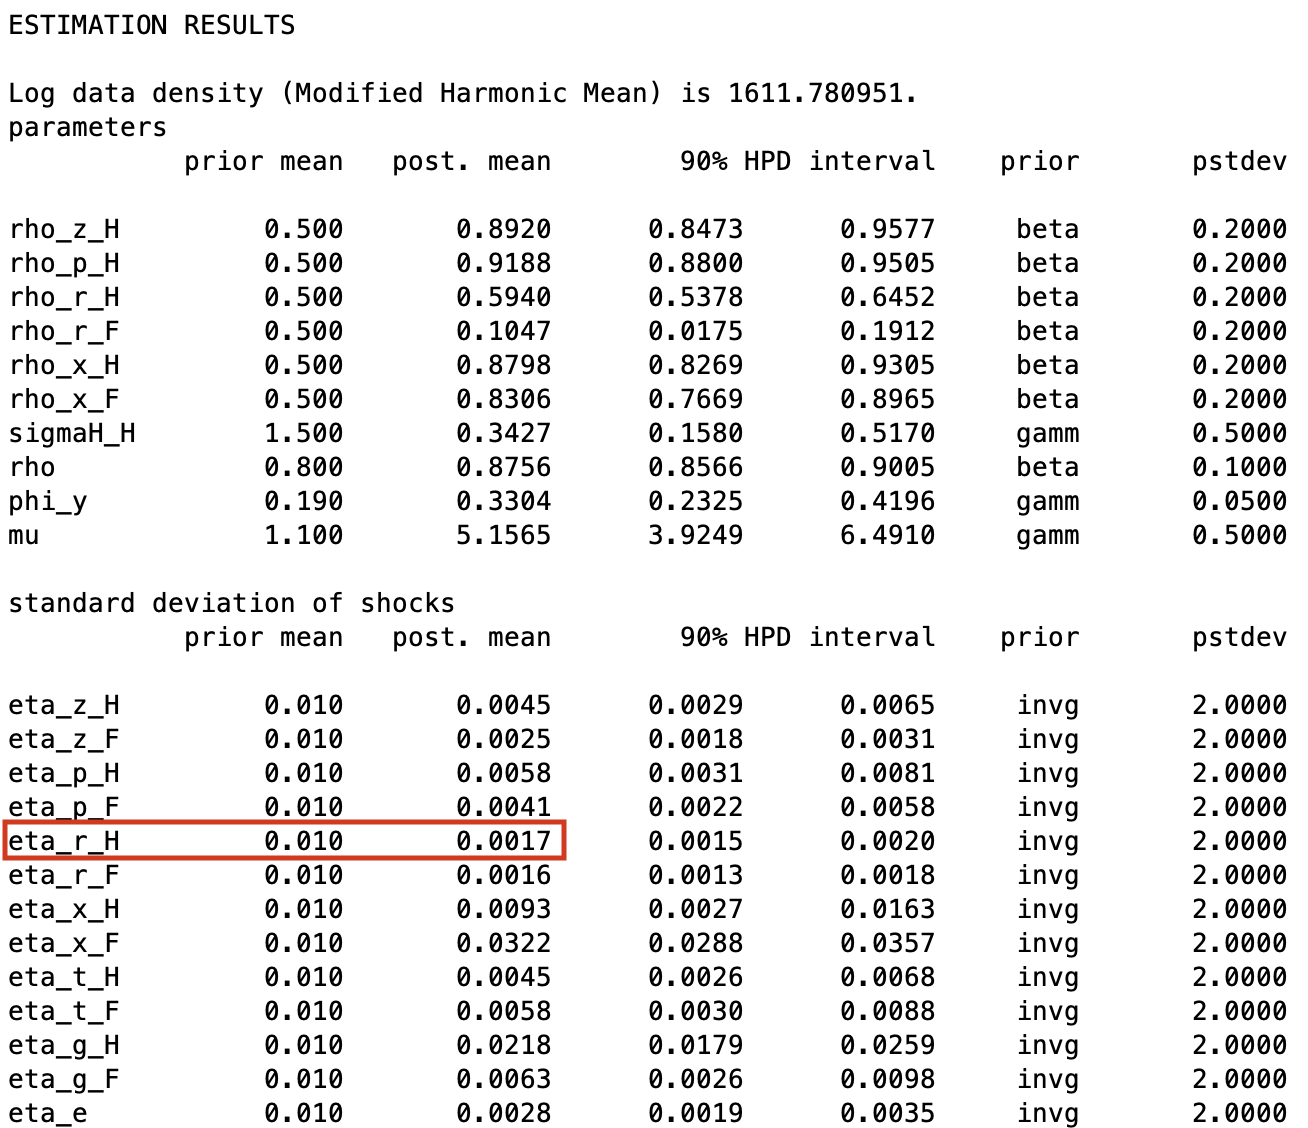 ESTIMATION RESULTS
Log data density (Modified Harmonic Mean) is 1611.780951.
parameters
prior mean post. mean 90% HPD interval prior pstdev
rho_z_H 0.500 0.8920 0.8473 0.9577 beta 0.2000
rho_p_H 0.500 0.9188 0.8800 0.9505 beta 0.2000
rho_r_H 0.500 0.5940 0.5378 0.6452 beta 0.2000
rho_r_F 0.500 0.1047 0.0175 0.1912 beta 0.2000
rho_x_H 0.500 0.8798 0.8269 0.9305 beta 0.2000
rho_x_F 0.500 0.8306 0.7669 0.8965 beta 0.2000
sigmaH_H 1.500 0.3427 0.1580 0.5170 gamm 0.5000
rho 0.800 0.8756 0.8566 0.9005 beta 0.1000
phi_y 0.190 0.3304 0.2325 0.4196 gamm 0.0500
mu 1.100 5.1565 3.9249 6.4910 gamm 0.5000
standard deviation of shocks
prior mean post. mean 90% HPD interval prior pstdev
eta_z_H 0.010 0.0045 0.0029 0.0065 invg 2.0000
eta_z_F 0.010 0.0025 0.0018 0.0031 invg 2.0000
eta_p_H 0.010 0.0058 0.0031 0.0081 invg 2.0000
eta_p_F 0.010 0.0041 0.0022 0.0058 invg 2.0000
eta_r_H 0.010 0.0017 0.0015 0.0020 invg 2.0000
eta_r_F 0.010 0.0016 0.0013 0.0018 invg 2.0000
eta_x_H 0.010 0.0093 0.0027 0.0163 invg 2.0000
eta_x_F 0.010 0.0322 0.0288 0.0357 invg 2.0000
eta_t_H 0.010 0.0045 0.0026 0.0068 invg 2.0000
eta_t_F 0.010 0.0058 0.0030 0.0088 invg 2.0000
eta_g_H 0.010 0.0218 0.0179 0.0259 invg 2.0000
eta_g_F 0.010 0.0063 0.0026 0.0098 invg 2.0000
eta_e 0.010 0.0028 0.0019 0.0035 invg 2.0000